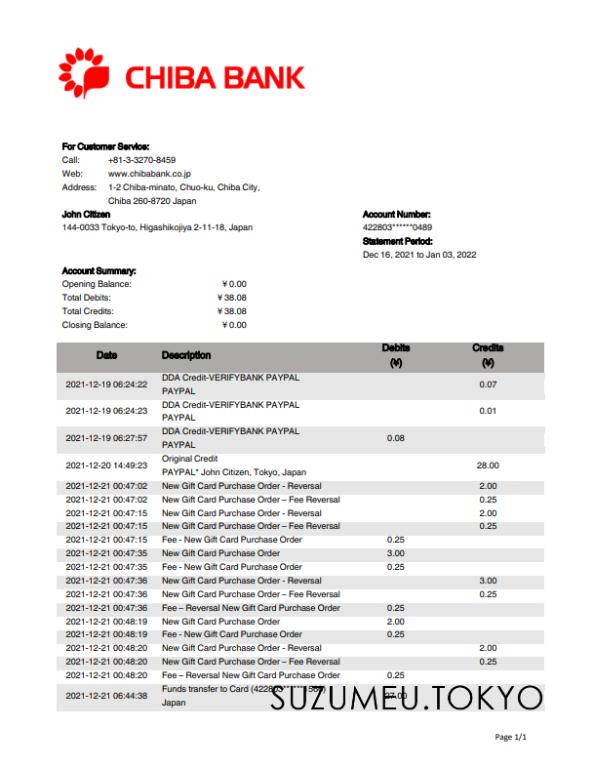 CHIBA BANK
For Customer Service:
Call: +81-3-3270-8459
Web: www.chibabank.co.jp
Address: 1-2 Chiba-minato, Chuo-ku, Chiba City,
Chiba 260-8720 Japan
John Citizen
144-0033 Tokyo-to, Higashikojiya 2-11-18, Japan
Account Number:
422803******0489
Statement Period:
Dec 16, 2021 to Jan 03, 2022
Account Summary:
Opening Balance: ¥ 0.00
Total Debits: ¥ 38.08
Total Credits: ¥ 38.08
Closing Balance: ¥ 0.00
Date Description Debits (¥) Credits (¥)
2021-12-19 06:24:22 DDA Credit-VERIFYBANK PAYPAL 0.07
PAYPAL
2021-12-19 06:24:23 DDA Credit-VERIFYBANK PAYPAL 0.01
PAYPAL
2021-12-19 06:27:57 DDA Credit-VERIFYBANK PAYPAL 0.08
PAYPAL
2021-12-20 14:49:23 Original Credit 28.00
PAYPAL* John Citizen, Tokyo, Japan
2021-12-21 00:47:02 New Gift Card Purchase Order - Reversal 2.00
2021-12-21 00:47:02 New Gift Card Purchase Order – Fee Reversal 0.25
2021-12-21 00:47:15 New Gift Card Purchase Order - Reversal 2.00
2021-12-21 00:47:15 New Gift Card Purchase Order – Fee Reversal 0.25
2021-12-21 00:47:15 Fee - New Gift Card Purchase Order 0.25
2021-12-21 00:47:35 New Gift Card Purchase Order 3.00
2021-12-21 00:47:35 Fee - New Gift Card Purchase Order 0.25
2021-12-21 00:47:36 New Gift Card Purchase Order - Reversal 3.00
2021-12-21 00:47:36 New Gift Card Purchase Order – Fee Reversal 0.25
2021-12-21 00:47:36 Fee – Reversal New Gift Card Purchase Order 0.25
2021-12-21 00:48:19 New Gift Card Purchase Order 2.00
2021-12-21 00:48:19 Fee - New Gift Card Purchase Order 0.25
2021-12-21 00:48:20 New Gift Card Purchase Order - Reversal 2.00
2021-12-21 00:48:20 New Gift Card Purchase Order – Fee Reversal 0.25
2021-12-21 00:48:20 Fee – Reversal New Gift Card Purchase Order 0.25
2021-12-21 06:44:38 Funds transfer to Card
Japan
SUZUMEU.TOKYO
Page 1/1